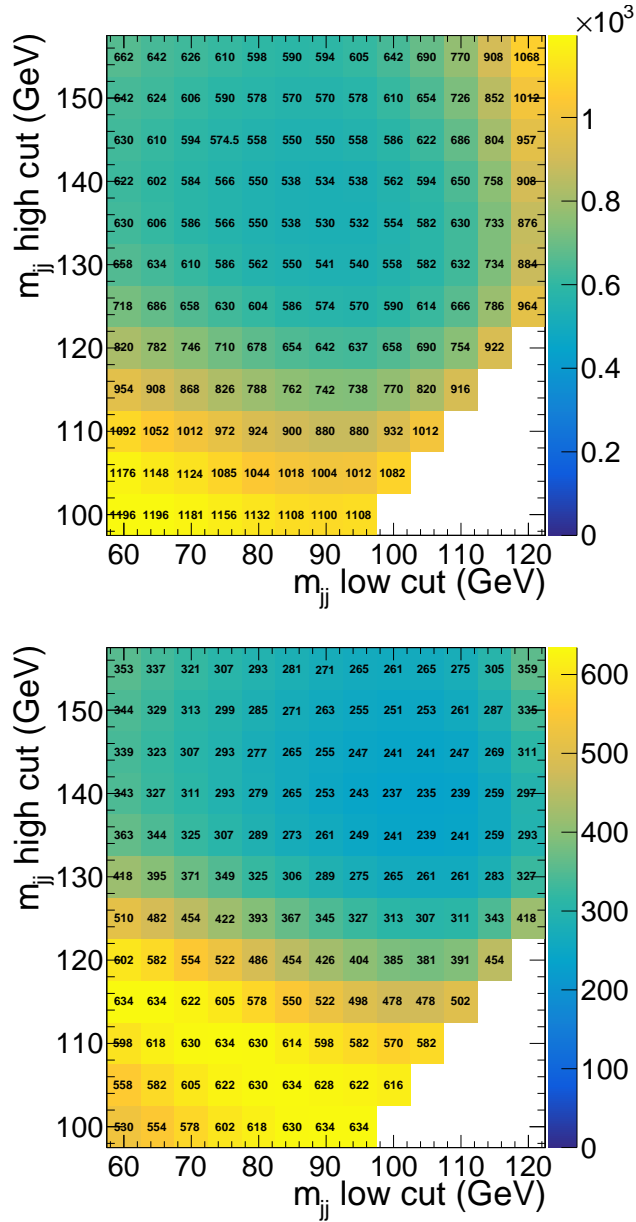 ×10³
662 642 626 610 598 590 594 605 642 690 770 908 1068
150 642 624 606 590 578 570 570 578 610 654 726 852 1012 1
630 610 594 574.5 558 550 550 558 586 622 686 804 957
140 622 602 584 566 550 538 534 538 562 594 650 758 908 0.8
630 606 586 566 550 538 530 532 554 582 630 733 876
130 658 634 610 586 562 550 541 540 558 582 632 734 884 0.6
718 686 658 630 604 586 574 570 590 614 666 786 964
120 820 782 746 710 678 654 642 637 658 690 754 922 0.4
954 908 868 826 788 762 742 738 770 820 916
110 1092 1052 1012 972 924 900 880 880 932 1012 0.2
1176 1148 1124 1085 1044 1018 1004 1012 1082
100 1196 1196 1181 1156 1132 1108 1100 1108 0
60 70 80 90 100 110 120
m_jj low cut (GeV)
m_jj high cut (GeV)
353 337 321 307 293 281 271 265 261 265 275 305 359 600
150 344 329 313 299 285 271 263 255 251 253 261 287 335
339 323 307 293 277 265 255 247 241 241 247 269 311 500
140 343 327 311 293 279 265 253 243 237 235 239 259 297
363 344 325 307 289 273 261 249 241 239 241 259 293 400
130 418 395 371 349 325 306 289 275 265 261 261 283 327
510 482 454 422 393 367 345 327 313 307 311 343 418 300
120 602 582 554 522 486 454 426 404 385 381 391 454
634 634 622 605 578 550 522 498 478 478 502 200
110 598 618 630 634 630 614 598 582 570 582
558 582 605 622 630 634 628 622 616 100
100 530 554 578 602 618 630 634 634 0
60 70 80 90 100 110 120
m_jj low cut (GeV)
m_jj high cut (GeV)